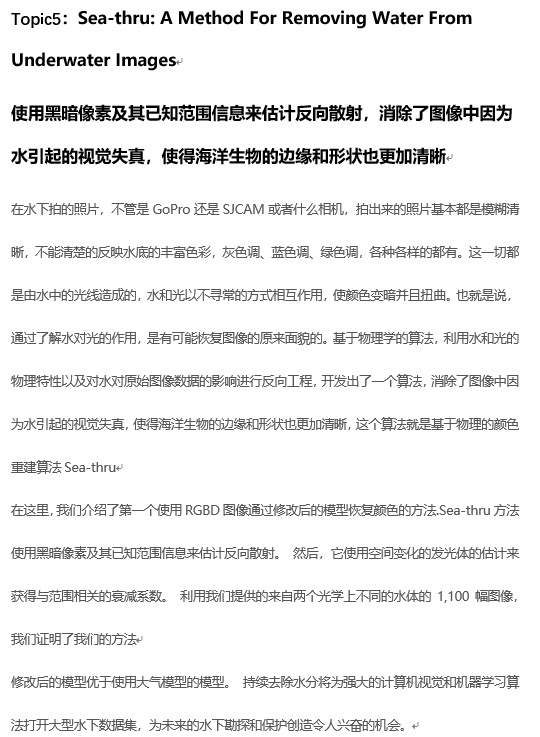 Topic5：Sea-thru: A Method For Removing Water From
Underwater Images
使用黑暗像素及其已知范围信息来估计反向散射，消除了图像中因为
水引起的视觉失真，使得海洋生物的边缘和形状也更加清晰
在水下拍的照片，不管是 GoPro 还是 SJCAM 或者什么相机，拍出来的照片基本都是模糊清
晰，不能清楚的反映水底的丰富色彩，灰色调、蓝色调、绿色调，各种各样的都有。这一切都
是由水中的光线造成的，水和光以不寻常的方式相互作用，使颜色变暗并且扭曲。也就是说，
通过了解水对光的作用，是有可能恢复图像的原来面貌的。基于物理学的算法，利用水和光的
物理特性以及对水对原始图像数据的影响进行反向工程，开发出了一个算法，消除了图像中因
为水引起的视觉失真，使得海洋生物的边缘和形状也更加清晰，这个算法就是基于物理的颜色
重建算法 Sea-thru
在这里，我们介绍了第一个使用 RGBD 图像通过修改后的模型恢复颜色的方法.Sea-thru 方法
使用黑暗像素及其已知范围信息来估计反向散射。 然后，它使用空间变化的发光体的估计来
获得与范围相关的衰减系数。 利用我们提供的来自两个光学上不同的水体的 1,100 幅图像，
我们证明了我们的方法
修改后的模型优于使用大气模型的模型。 持续去除水分将为强大的计算机视觉和机器学习算
法打开大型水下数据集，为未来的水下勘探和保护创造令人兴奋的机会。